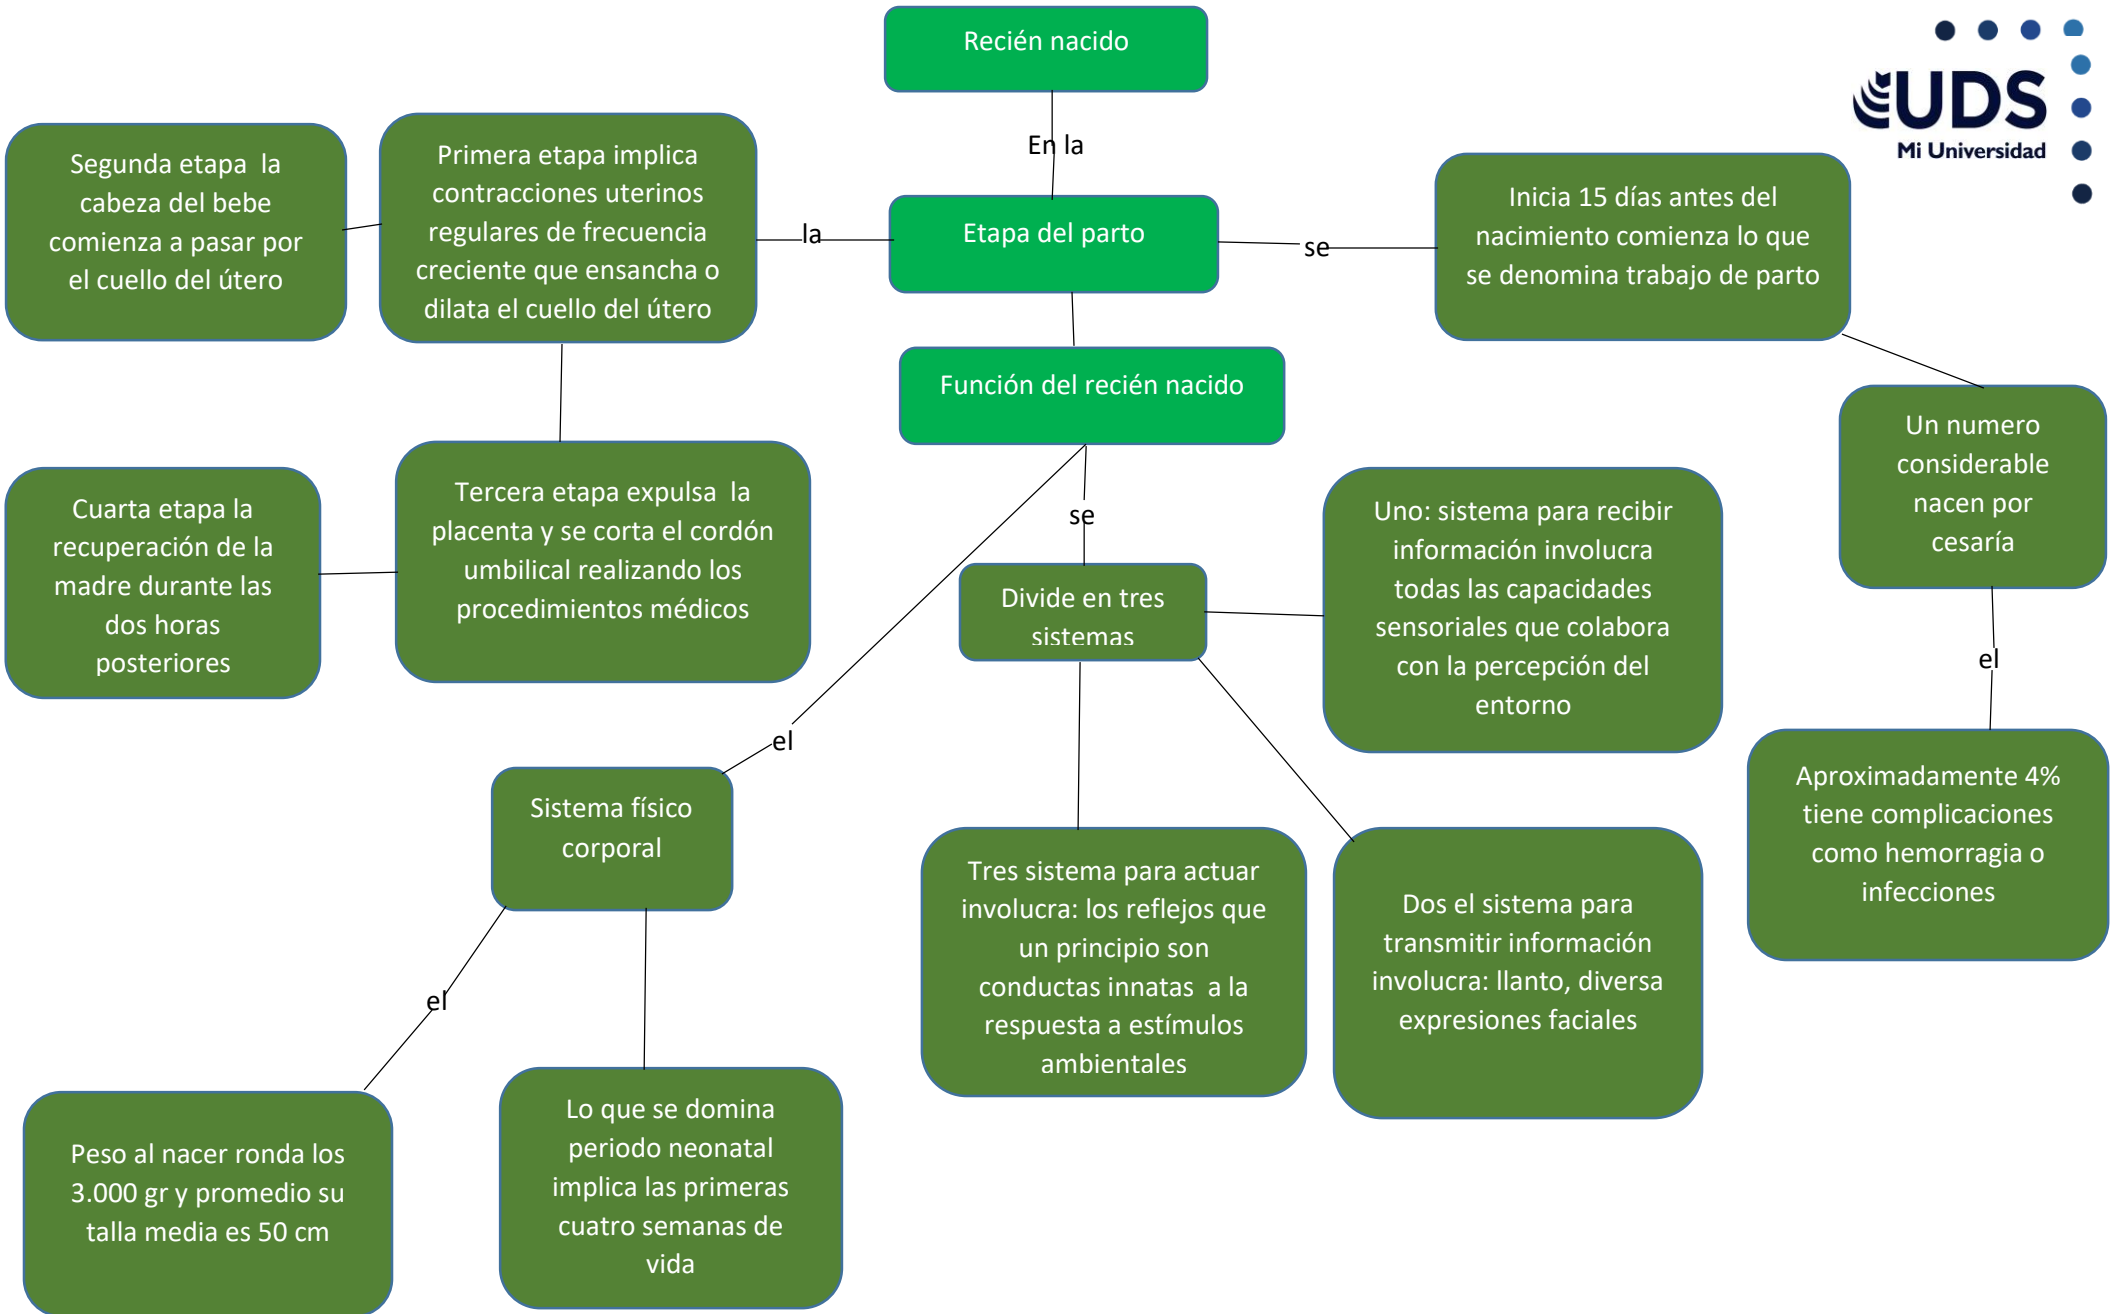 Recién nacido
UDS
Mi Universidad
En la
Segunda etapa  la
cabeza del bebe
comienza a pasar por
el cuello del útero
Primera etapa implica
contracciones uterinos
regulares de frecuencia
creciente que ensancha o
dilata el cuello del útero
la
Etapa del parto
se
Inicia 15 días antes del
nacimiento comienza lo que
se denomina trabajo de parto
Función del recién nacido
Un numero
considerable
nacen por
cesaría
Cuarta etapa la
recuperación de la
madre durante las
dos horas
posteriores
Tercera etapa expulsa  la
placenta y se corta el cordón
umbilical realizando los
procedimientos médicos
se
Divide en tres
sistemas
Uno: sistema para recibir
información involucra
todas las capacidades
sensoriales que colabora
con la percepción del
entorno
el
el
Sistema físico
corporal
Aproximadamente 4%
tiene complicaciones
como hemorragia o
infecciones
Tres sistema para actuar
involucra: los reflejos que
un principio son
conductas innatas  a la
respuesta a estímulos
ambientales
Dos el sistema para
transmitir información
involucra: llanto, diversa
expresiones faciales
el
Peso al nacer ronda los
3.000 gr y promedio su
talla media es 50 cm
Lo que se domina
periodo neonatal
implica las primeras
cuatro semanas de
vida